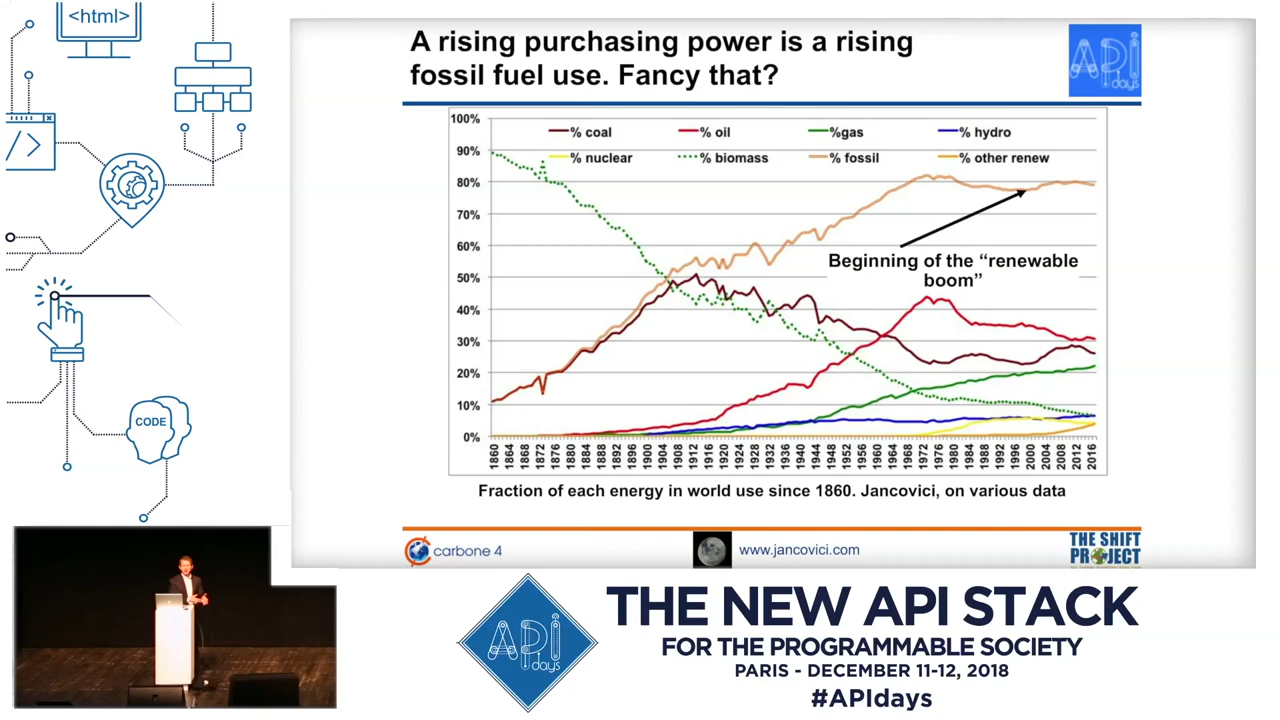 <html>
</>
CODE
A rising purchasing power is a rising
fossil fuel use. Fancy that?
API
days
100%
90%
80%
70%
60%
50%
40%
30%
20%
10%
0%
% coal
% oil
%gas
% hydro
% nuclear
% biomass
% fossil
% other renew
Beginning of the “renewable
boom”
1860
1864
1868
1872
1876
1880
1884
1888
1892
1896
1900
1904
1908
1912
1916
1920
1924
1928
1932
1936
1940
1944
1948
1952
1956
1960
1964
1968
1972
1976
1980
1984
1988
1992
1996
2000
2004
2008
2012
2016
Fraction of each energy in world use since 1860. Jancovici, on various data
carbone 4
www.jancovici.com
THE SHIFT
PROJECT
API
days
THE NEW API STACK
FOR THE PROGRAMMABLE SOCIETY
PARIS - DECEMBER 11-12, 2018
#APIdays